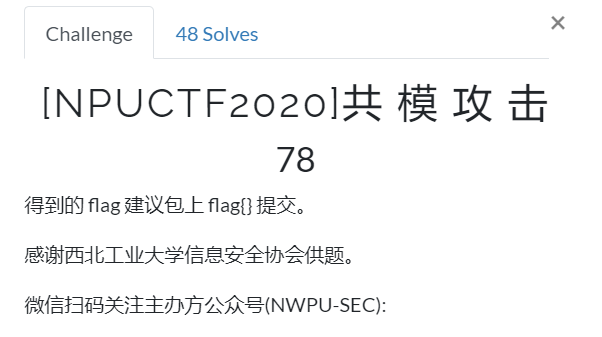 Challenge
48 Solves
×
[NPUCTF2020]共 模 攻 击
78
得到的 flag 建议包上 flag{} 提交。
感谢西北工业大学信息安全协会供题。
微信扫码关注主办方公众号(NWPU-SEC):